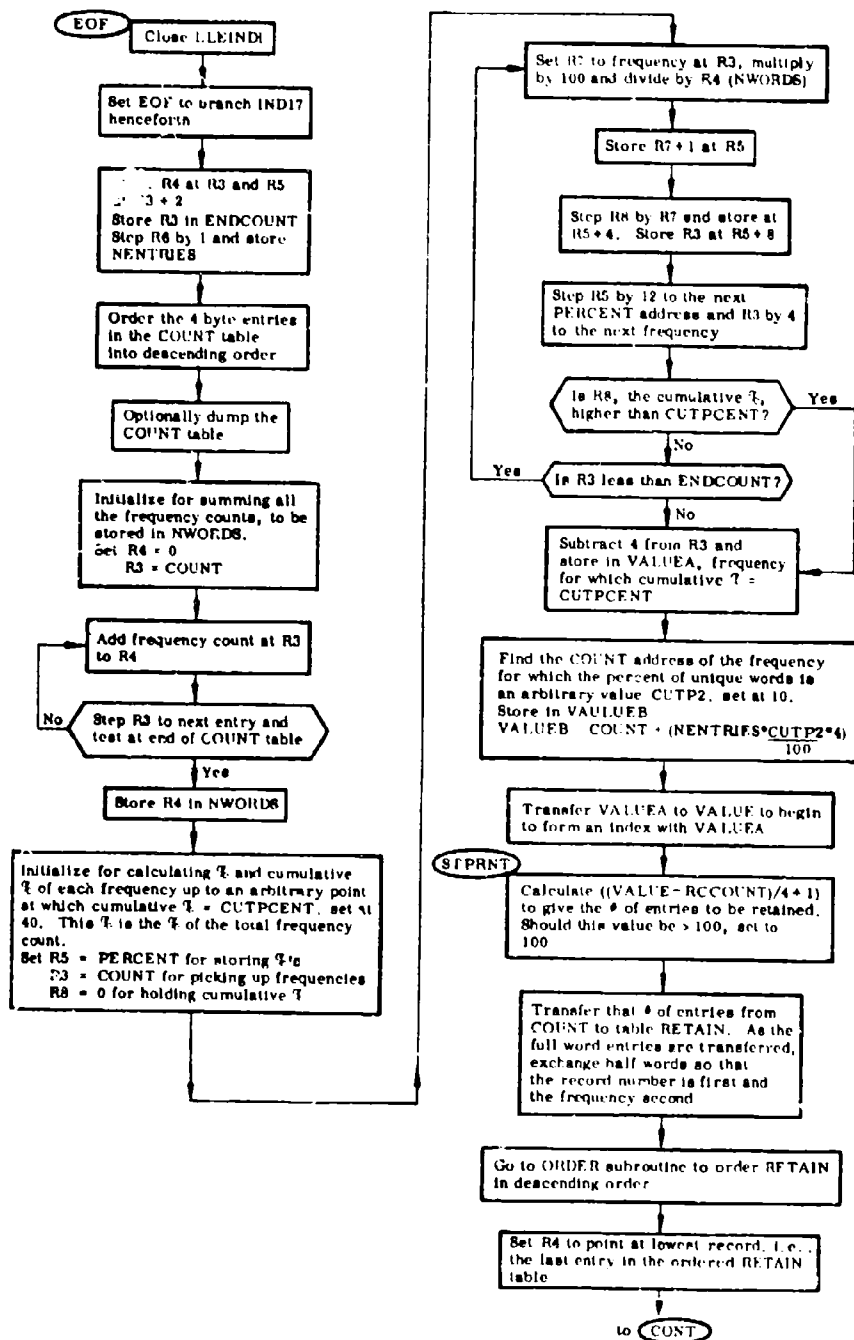 EOF
Close
Set EOF to branch IND17
henceforth
R4 at R3 and R5
+ 2
Store R3 in ENDCOUNT
Step R6 by 1 and store
NENTRIES
Order the 4 byte entries
in the COUNT table
into descending order
Optionally dump the
COUNT table
Initialize for summing all
the frequency counts, to be
stored in NWORDS.
Set R4 = 0
R3 = COUNT
Add frequency count at R3
to R4
No
Step R3 to next entry and
test at end of COUNT table
Yes
Store R4 in NWORDS
Initialize for calculating % and cumulative
% of each frequency up to an arbitrary point
at which cumulative % = CUTPCENT, set at
40. This % is the % of the total frequency
count.
Set R5 = PERCENT for storing %'s
R3 = COUNT for picking up frequencies
R8 = 0 for holding cumulative %
Set R7 to frequency at R3, multiply
by 100 and divide by R4 (NWORDS)
Store R7+1 at R5
Step R8 by R7 and store at
R5+4. Store R3 at R5+8
Step R5 by 12 to the next
PERCENT address and R3 by 4
to the next frequency
Is R8, the cumulative %,
higher than CUTPCENT?
Yes
No
Yes
Is R3 less than ENDCOUNT?
No
Subtract 4 from R3 and
store in VALUEA, frequency
for which cumulative % =
CUTPCENT
Find the COUNT address of the frequency
for which the percent of unique words is
an arbitrary value CUTP2, set at 10.
Store in VAULUEB
VALUEB COUNT + (NENTRIES*CUTP2*4)
100
Transfer VALUEA to VALUE to begin
to form an index with VALUEA
STPRNT
Calculate ((VALUE-RCCOUNT)/4+1)
to give the # of entries to be retained.
Should this value be > 100, set to
100
Transfer that # of entries from
COUNT to table RETAIN. As the
full word entries are transferred,
exchange half words so that
the record number is first and
the frequency second
Go to ORDER subroutine to order RETAIN
in descending order
Set R4 to point at lowest record, i.e.,
the last entry in the ordered RETAIN
table
to CONT